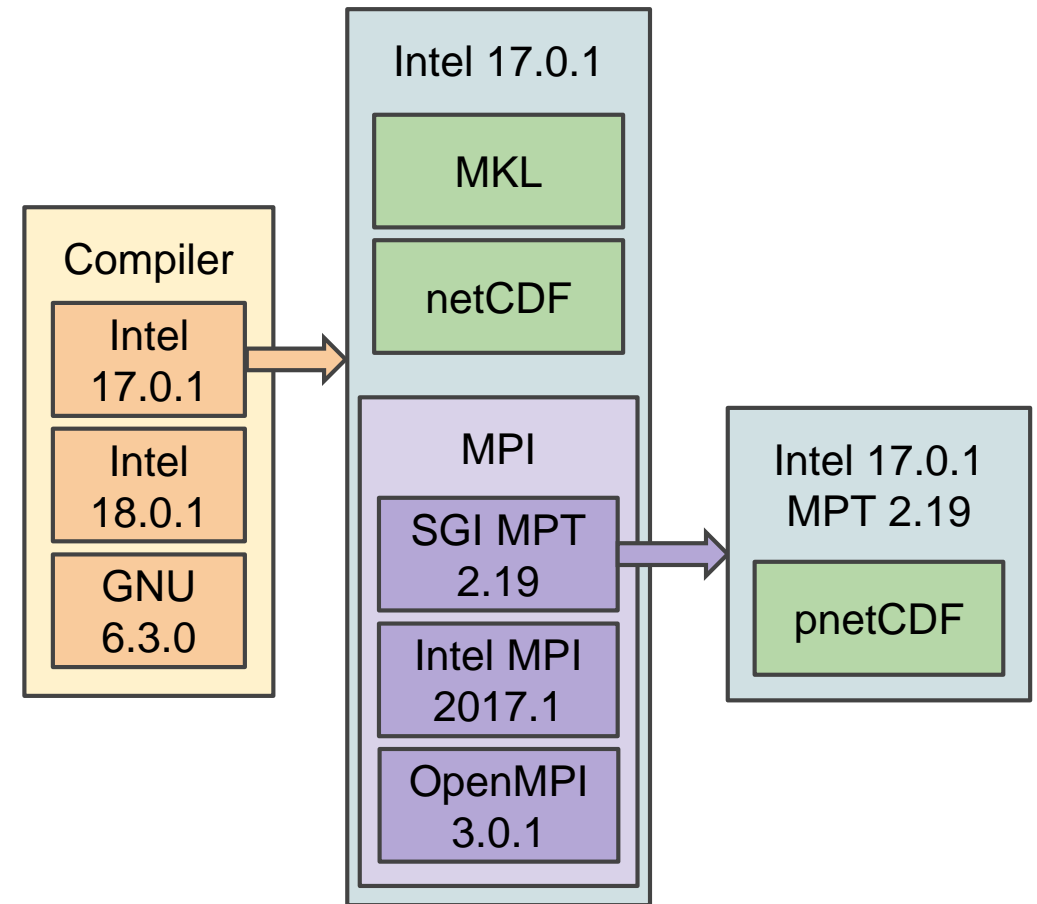 Compiler
Intel
17.0.1
Intel
18.0.1
GNU
6.3.0
Intel 17.0.1
MKL
netCDF
MPI
SGI MPT
2.19
Intel MPI
2017.1
OpenMPI
3.0.1
Intel 17.0.1
MPT 2.19
pnetCDF